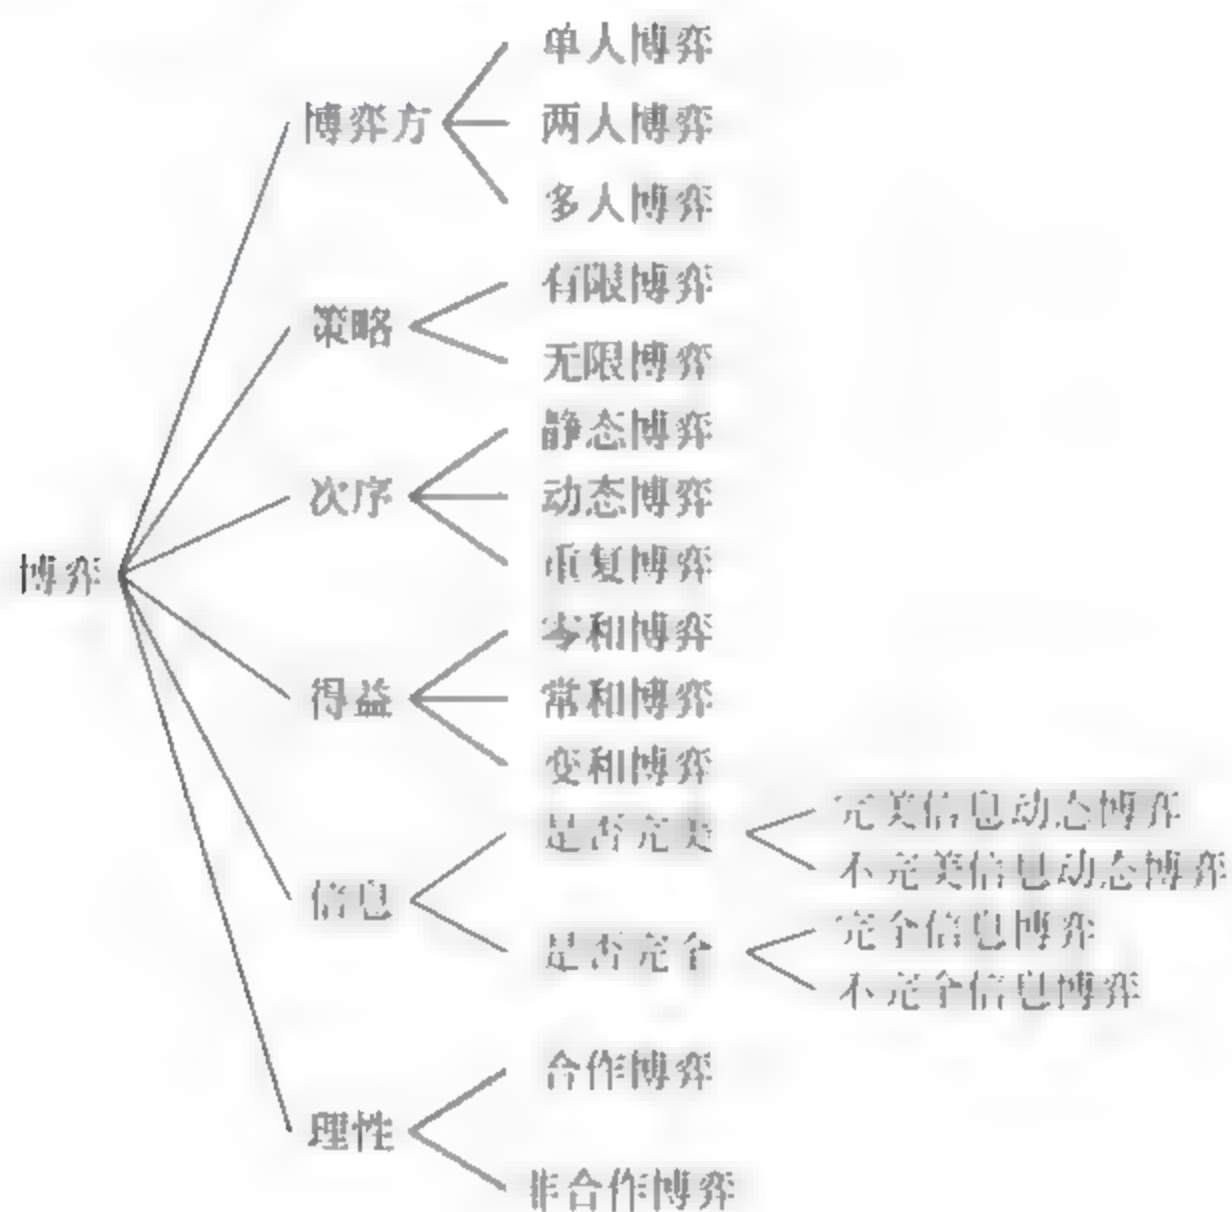 单人博弈
博弈方
两人博弈
多人博弈
有限博弈
策略
无限博弈
静态博弈
次序
动态博弈
重复博弈
博弈
零和博弈
得益
常和博弈
变和博弈
是否完美
完美信息动态博弈
不完美信息动态博弈
信息
是否完全
完全信息博弈
不完全信息博弈
合作博弈
理性
非合作博弈